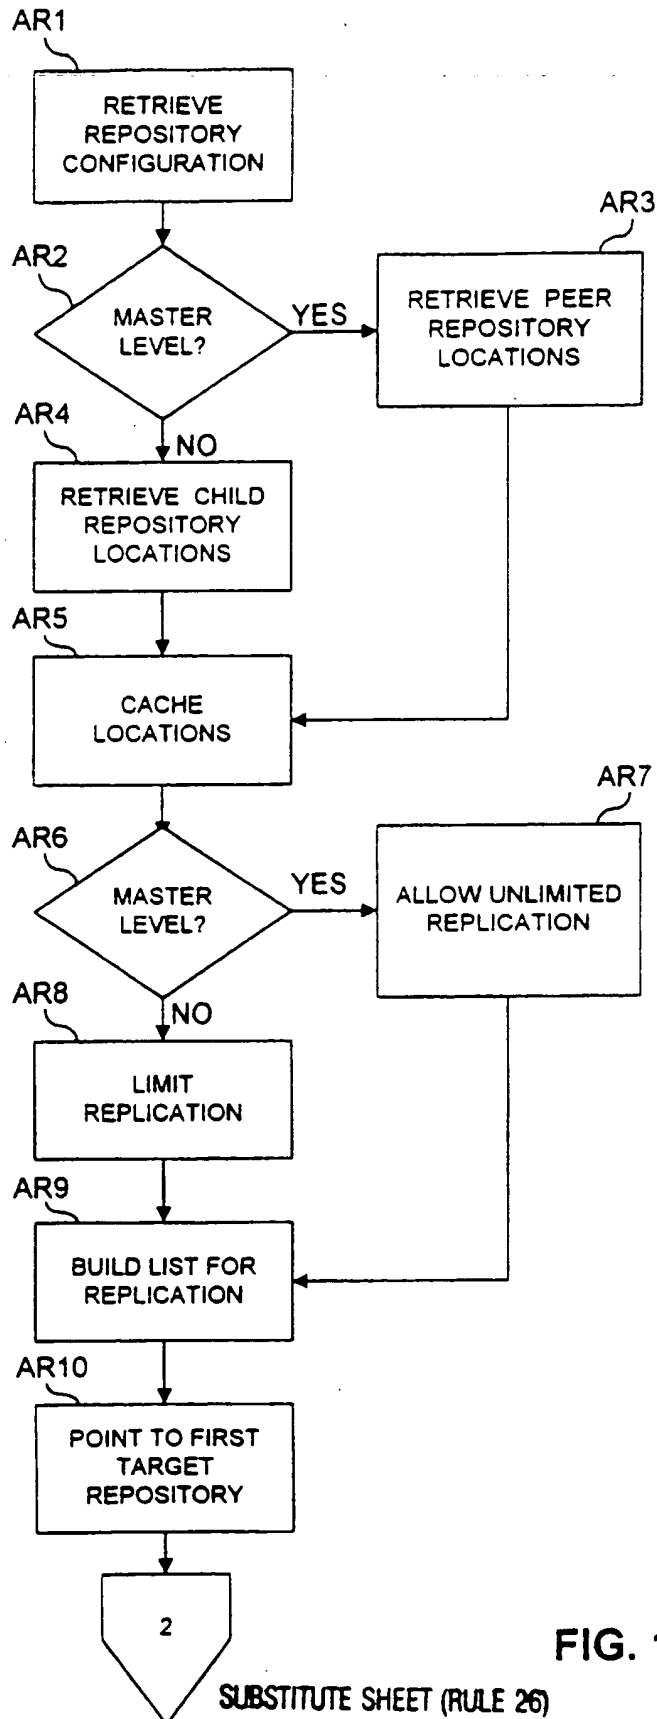 AR1
RETRIEVE
REPOSITORY
CONFIGURATION
AR2
MASTER
LEVEL?
YES
AR3
RETRIEVE PEER
REPOSITORY
LOCATIONS
NO
AR4
RETRIEVE CHILD
REPOSITORY
LOCATIONS
AR5
CACHE
LOCATIONS
AR6
MASTER
LEVEL?
YES
AR7
ALLOW UNLIMITED
REPLICATION
NO
AR8
LIMIT
REPLICATION
AR9
BUILD LIST FOR
REPLICATION
AR10
POINT TO FIRST
TARGET
REPOSITORY
2
FIG.
SUBSTITUTE SHEET (RULE 26)